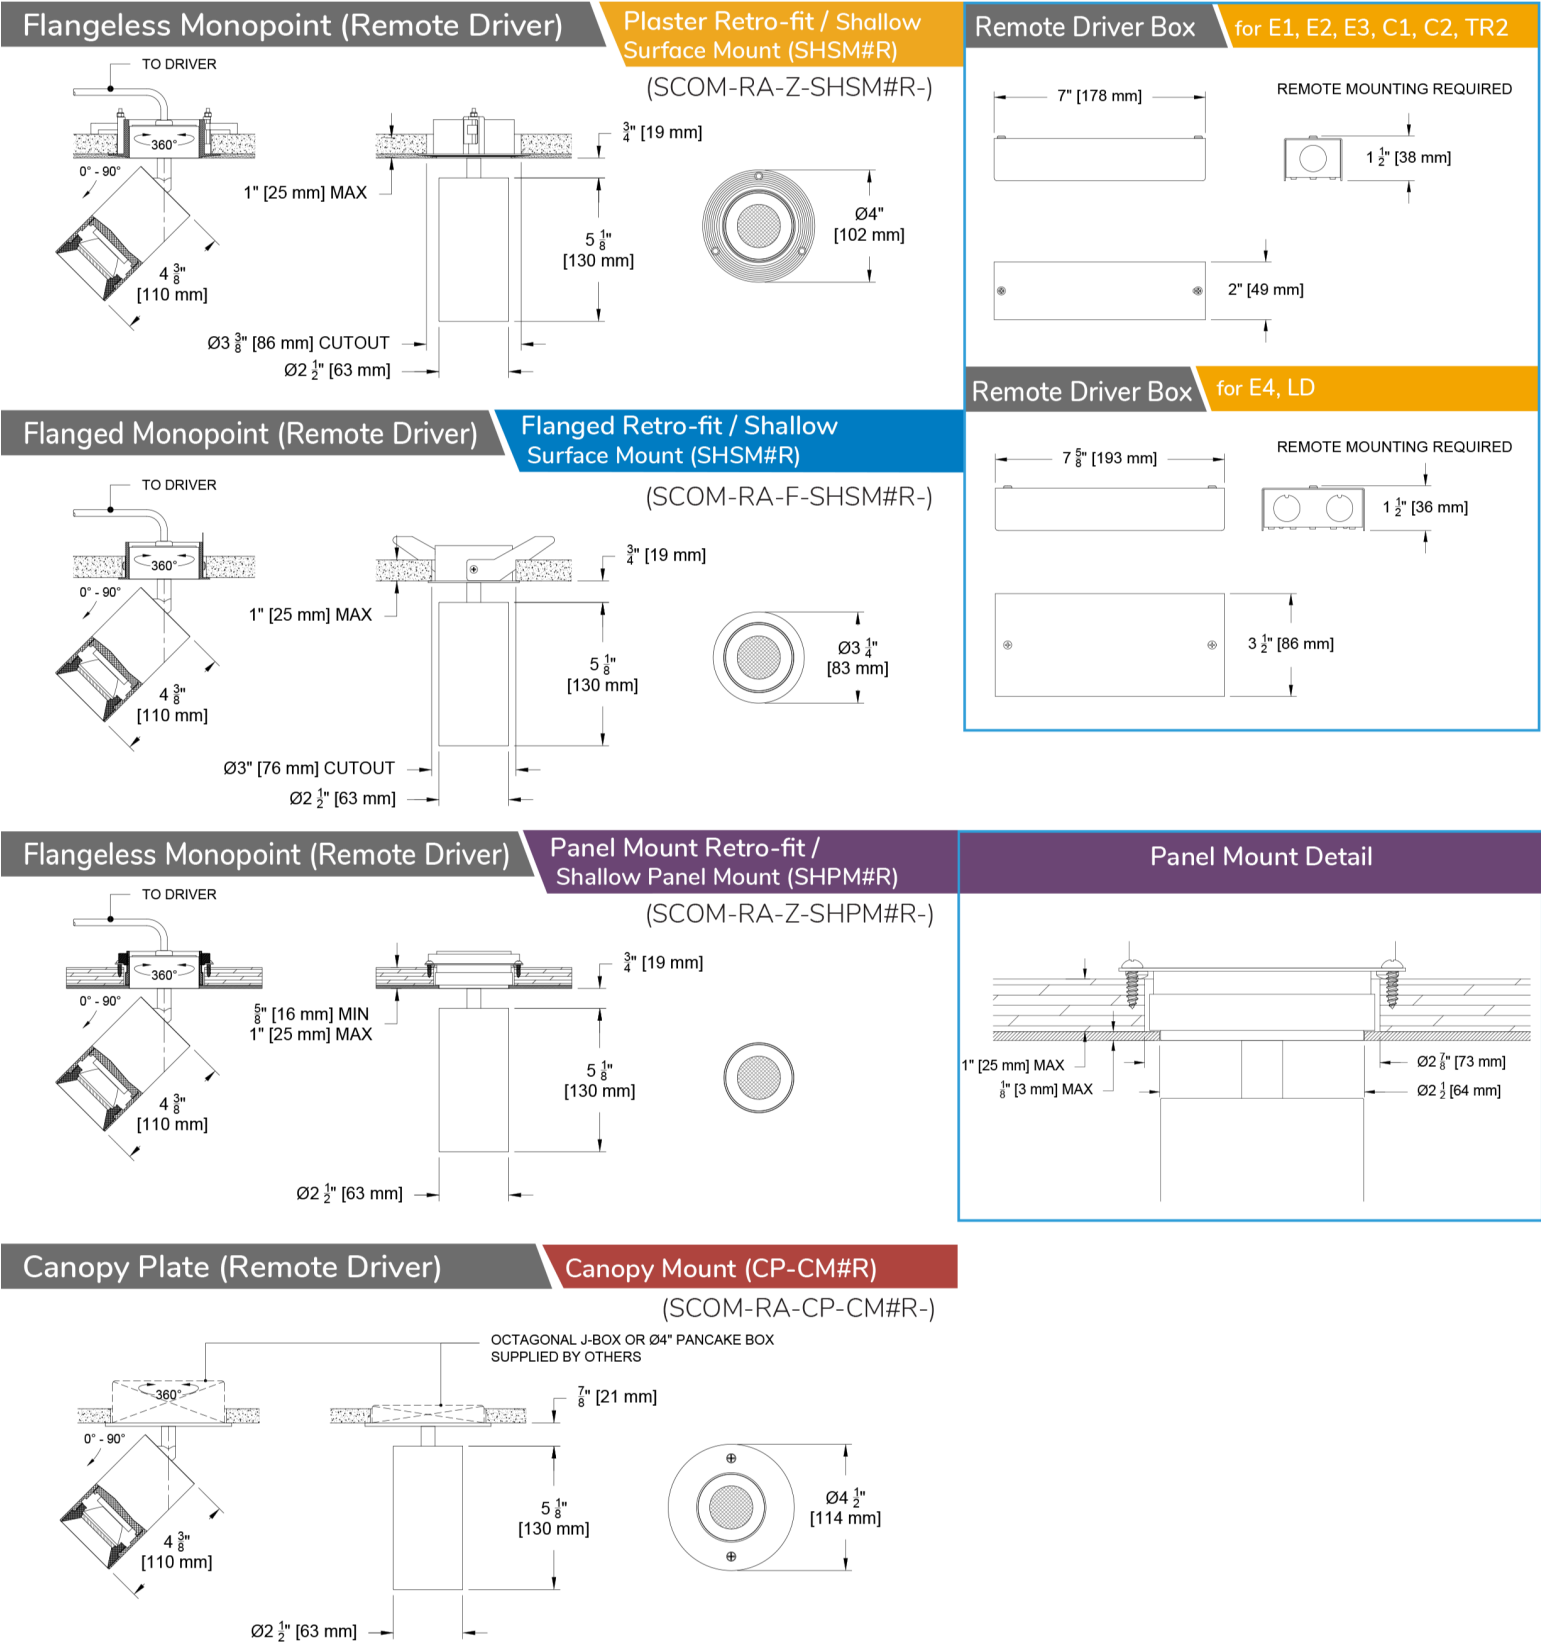 Flangeless Monopoint (Remote Driver)
Plaster Retro-fit / Shallow
Surface Mount (SHSM#R)
(SCOM-RA-Z-SHSM#R-)
TO DRIVER
360°
0° - 90°
4 3/8"
[110 mm]
1" [25 mm] MAX
3/4" [19 mm]
5 1/8"
[130 mm]
Ø4"
[102 mm]
Ø3 3/8" [86 mm] CUTOUT
Ø2 1/2" [63 mm]
Remote Driver Box
for E1, E2, E3, C1, C2, TR2
REMOTE MOUNTING REQUIRED
7" [178 mm]
1 1/2" [38 mm]
2" [49 mm]
Remote Driver Box
for E4, LD
REMOTE MOUNTING REQUIRED
7 5/8" [193 mm]
1 1/2" [36 mm]
3 1/2" [86 mm]
Flanged Monopoint (Remote Driver)
Flanged Retro-fit / Shallow
Surface Mount (SHSM#R)
(SCOM-RA-F-SHSM#R-)
TO DRIVER
360°
0° - 90°
4 3/8"
[110 mm]
1" [25 mm] MAX
3/4" [19 mm]
5 1/8"
[130 mm]
Ø3 1/4"
[83 mm]
Ø3" [76 mm] CUTOUT
Ø2 1/2" [63 mm]
Flangeless Monopoint (Remote Driver)
Panel Mount Retro-fit /
Shallow Panel Mount (SHPM#R)
(SCOM-RA-Z-SHPM#R-)
TO DRIVER
360°
0° - 90°
4 3/8"
[110 mm]
5/8" [16 mm] MIN
1" [25 mm] MAX
3/4" [19 mm]
5 1/8"
[130 mm]
Ø2 1/2" [63 mm]
Panel Mount Detail
1" [25 mm] MAX
1/8" [3 mm] MAX
Ø2 7/8" [73 mm]
Ø2 1/2 [64 mm]
Canopy Plate (Remote Driver)
Canopy Mount (CP-CM#R)
(SCOM-RA-CP-CM#R-)
OCTAGONAL J-BOX OR Ø4" PANCAKE BOX
SUPPLIED BY OTHERS
360°
0° - 90°
4 3/8"
[110 mm]
7/8" [21 mm]
5 1/8"
[130 mm]
Ø4 1/2"
[114 mm]
Ø2 1/2" [63 mm]